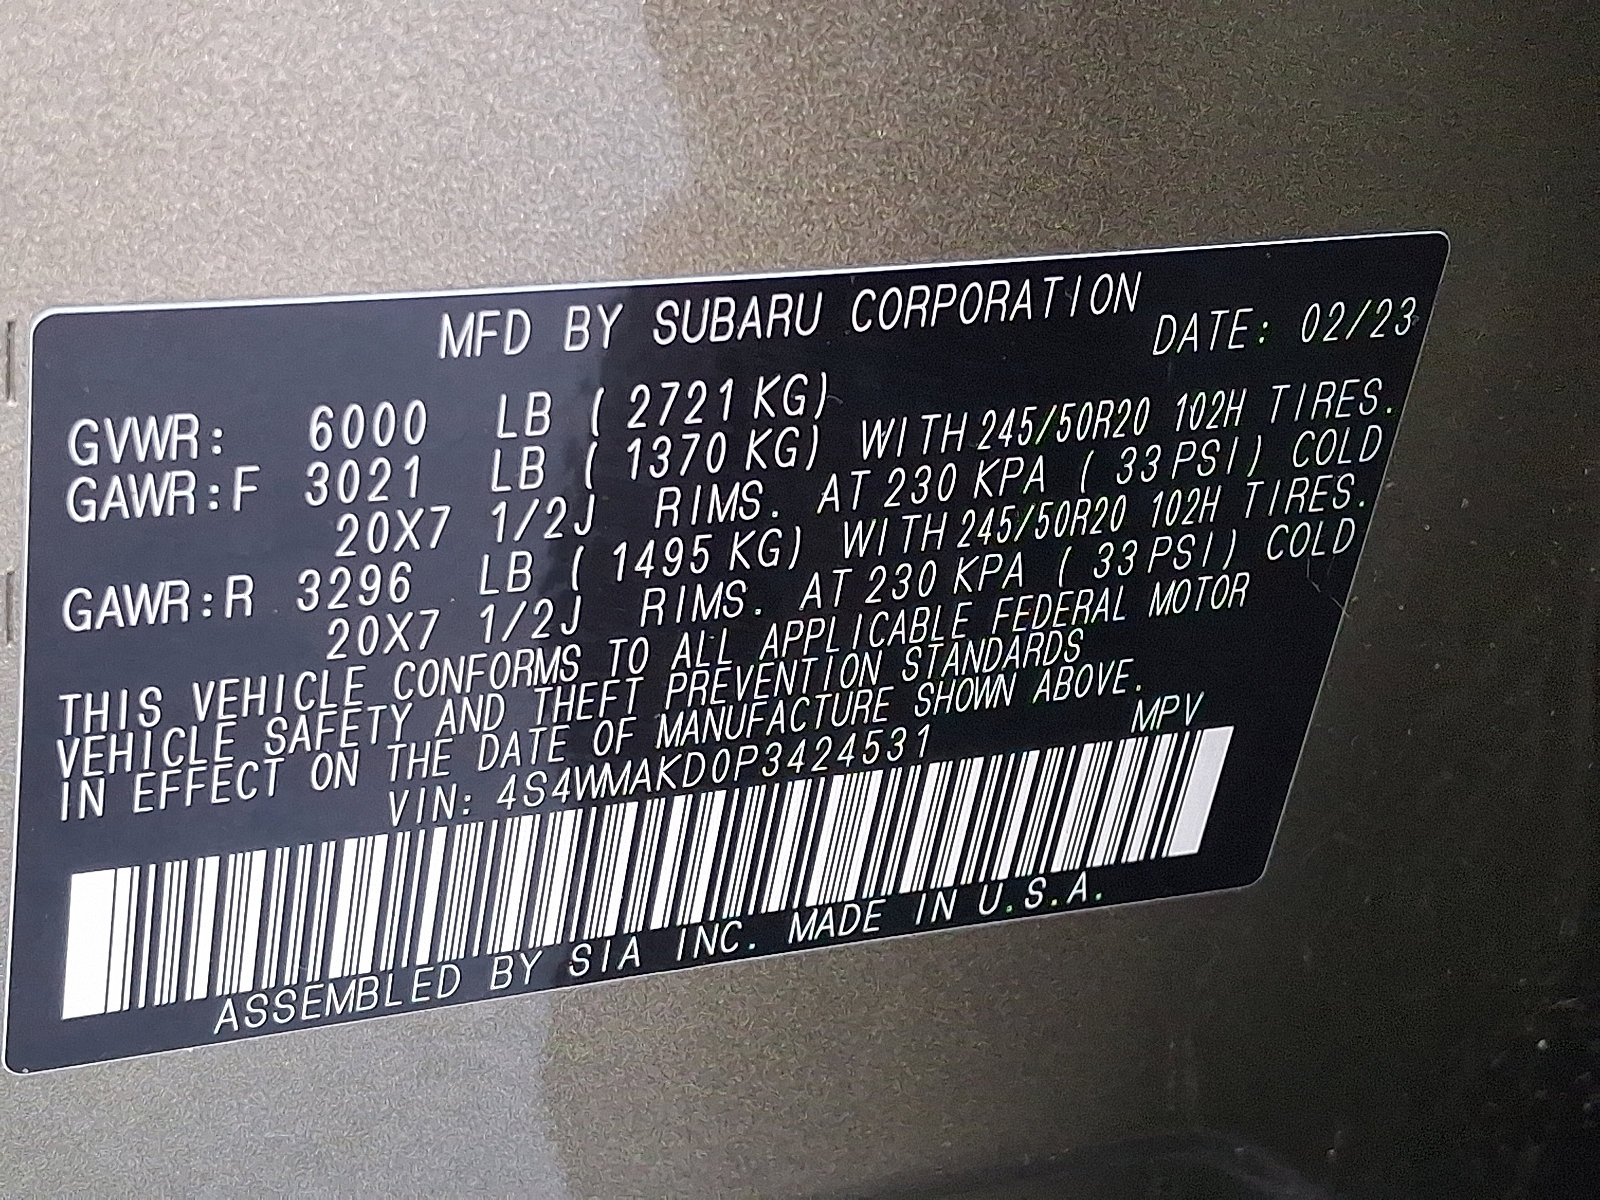 MFD BY SUBARU CORPORATION
DATE: 02/23
GVWR: 6000 LB ( 2721 KG)
GAWR:F 3021 LB ( 1370 KG) WITH 245/50R20 102H TIRES.
20X7 1/2J RIMS. AT 230 KPA ( 33 PSI) COLD
GAWR:R 3296 LB ( 1495 KG) WITH 245/50R20 102H TIRES.
20X7 1/2J RIMS. AT 230 KPA ( 33 PSI) COLD
THIS VEHICLE CONFORMS TO ALL APPLICABLE FEDERAL MOTOR
VEHICLE SAFETY AND THEFT PREVENTION STANDARDS
IN EFFECT ON THE DATE OF MANUFACTURE SHOWN ABOVE.
VIN: 4S4WMAKD0P3424531 MPV
ASSEMBLED BY SIA INC. MADE IN U.S.A.